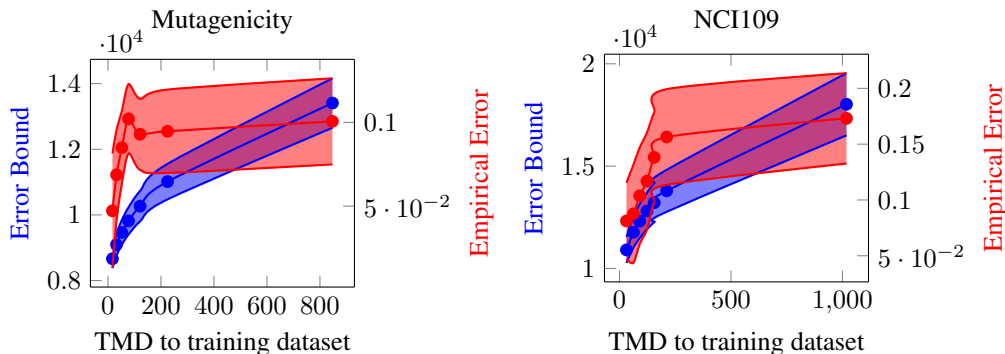 Mutagenicity
·10^4
1.4
1.2
1
0.8
0.1
5 · 10^−2
0 200 400 600 800
Error Bound
Empirical Error
TMD to training dataset
NCI109
·10^4
2
1.5
1
0.2
0.15
0.1
5 · 10^−2
0 500 1,000
Error Bound
Empirical Error
TMD to training dataset